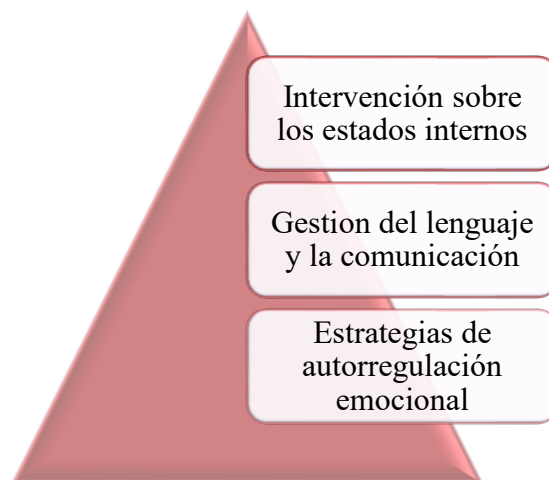 Intervención sobre
los estados internos
Gestion del lenguaje
y la comunicación
Estrategias de
autorregulación
emocional